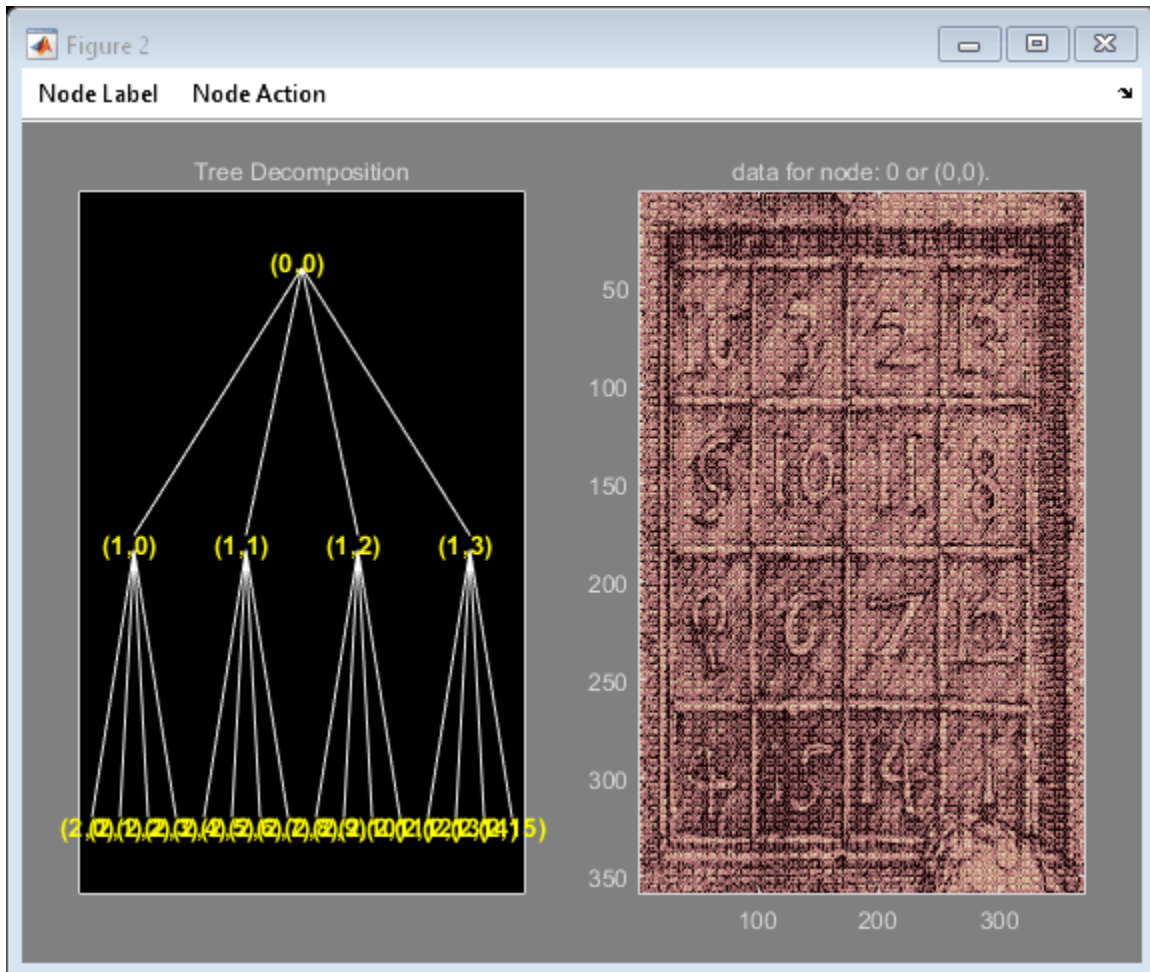 Figure 2
Node Label Node Action
Tree Decomposition
(0,0)
(1,0) (1,1) (1,2) (1,3)
data for node: 0 or (0,0).
50
100
150
200
250
300
350
16 3 2 13
5 10 11 8
9 6 7 12
4 15 14 1
100 200 300